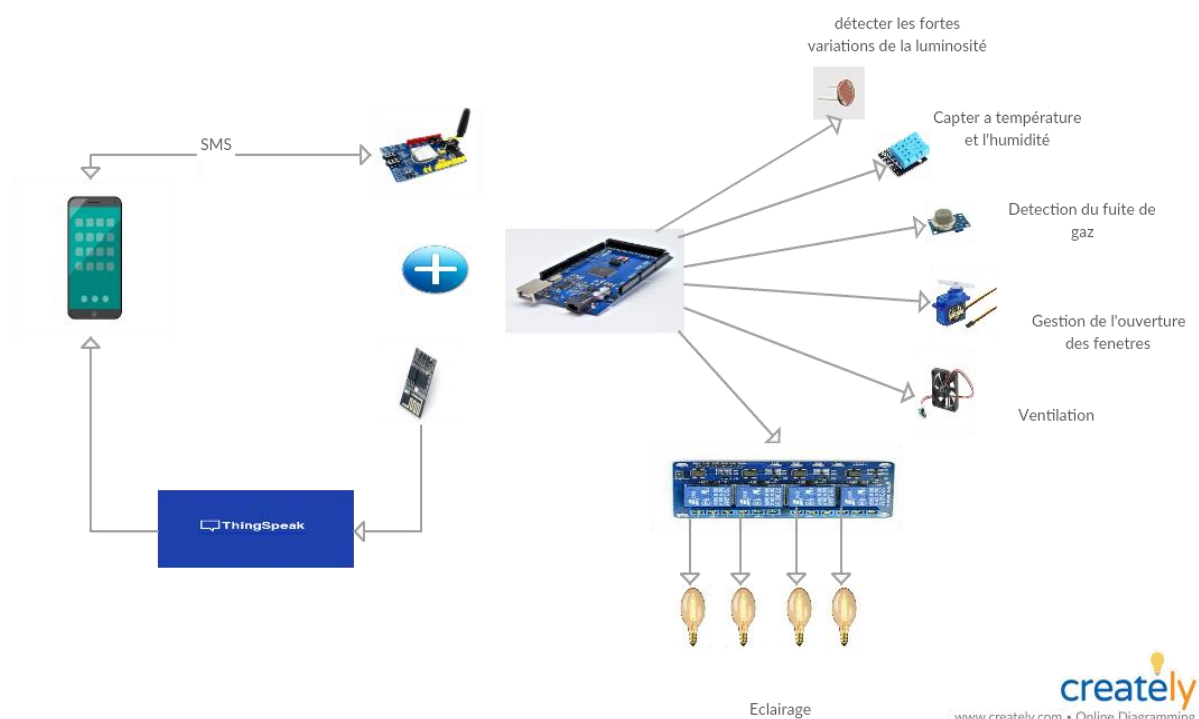 détecter les fortes
variations de la luminosité
Capter a température
et l'humidité
SMS
Detection du fuite de
gaz
Gestion de l'ouverture
des fenetres
Ventilation
ThingSpeak
Eclairage
creately
www.creately.com • Online Diagramming